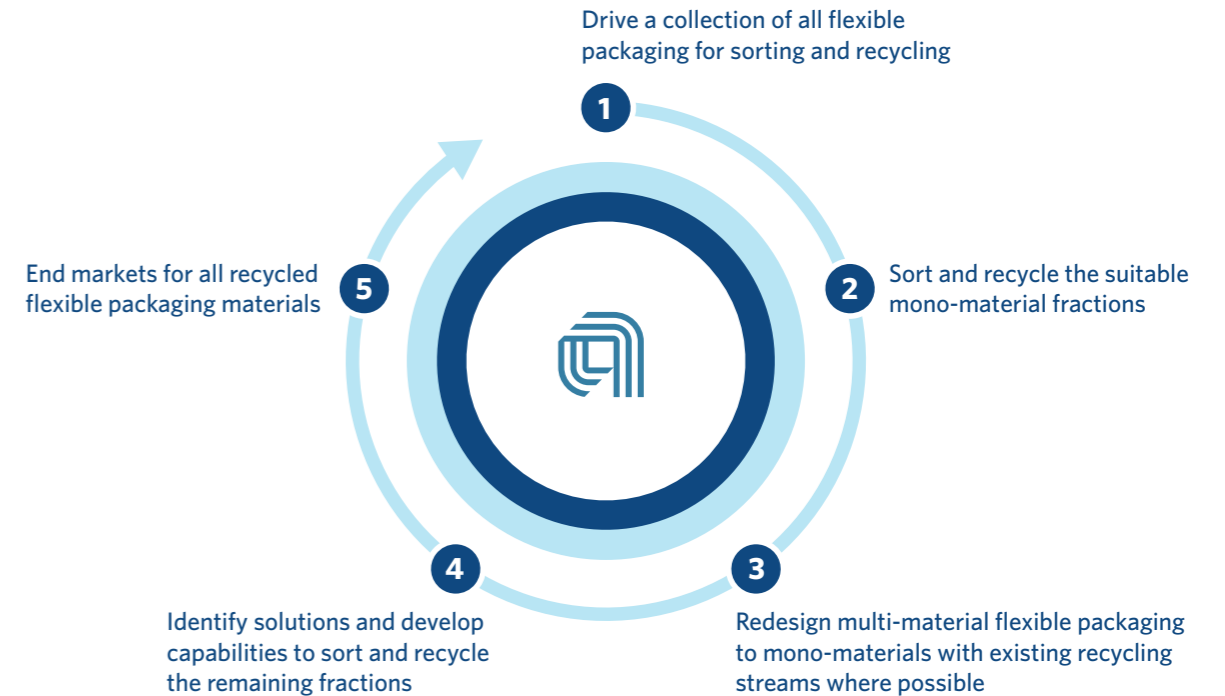 Drive a collection of all flexible
packaging for sorting and recycling
1
2
Sort and recycle the suitable
mono-material fractions
3
Redesign multi-material flexible packaging
to mono-materials with existing recycling
streams where possible
4
Identify solutions and develop
capabilities to sort and recycle
the remaining fractions
5
End markets for all recycled
flexible packaging materials